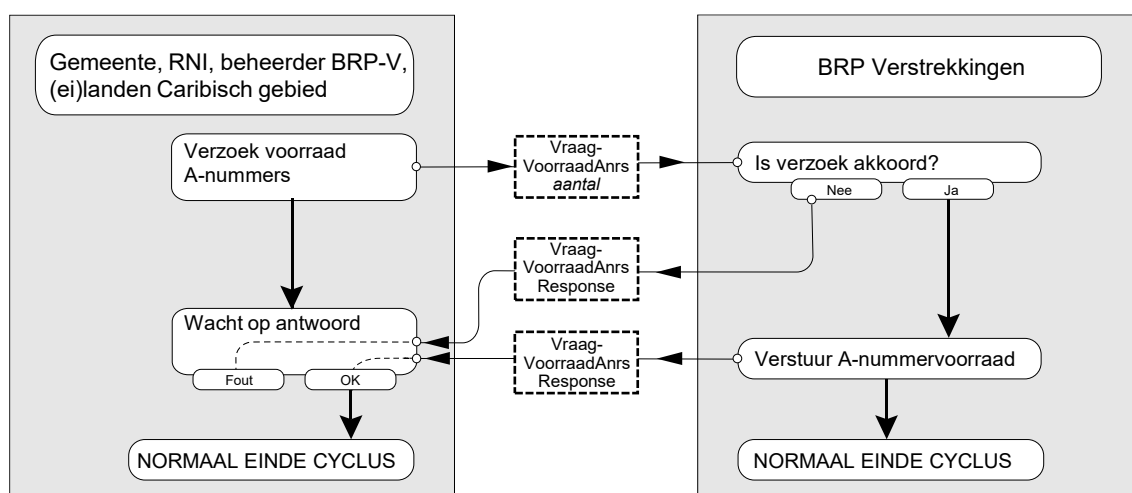 Gemeente, RNI, beheerder BRP-V,
(ei)landen Caribisch gebied
BRP Verstrekkingen
Verzoek voorraad
A-nummers
Vraag-
VoorraadAnrs
aantal
Is verzoek akkoord?
Nee
Ja
Vraag-
VoorraadAnrs
Response
Wacht op antwoord
Fout
OK
Vraag-
VoorraadAnrs
Response
Verstuur A-nummervoorraad
NORMAAL EINDE CYCLUS
NORMAAL EINDE CYCLUS